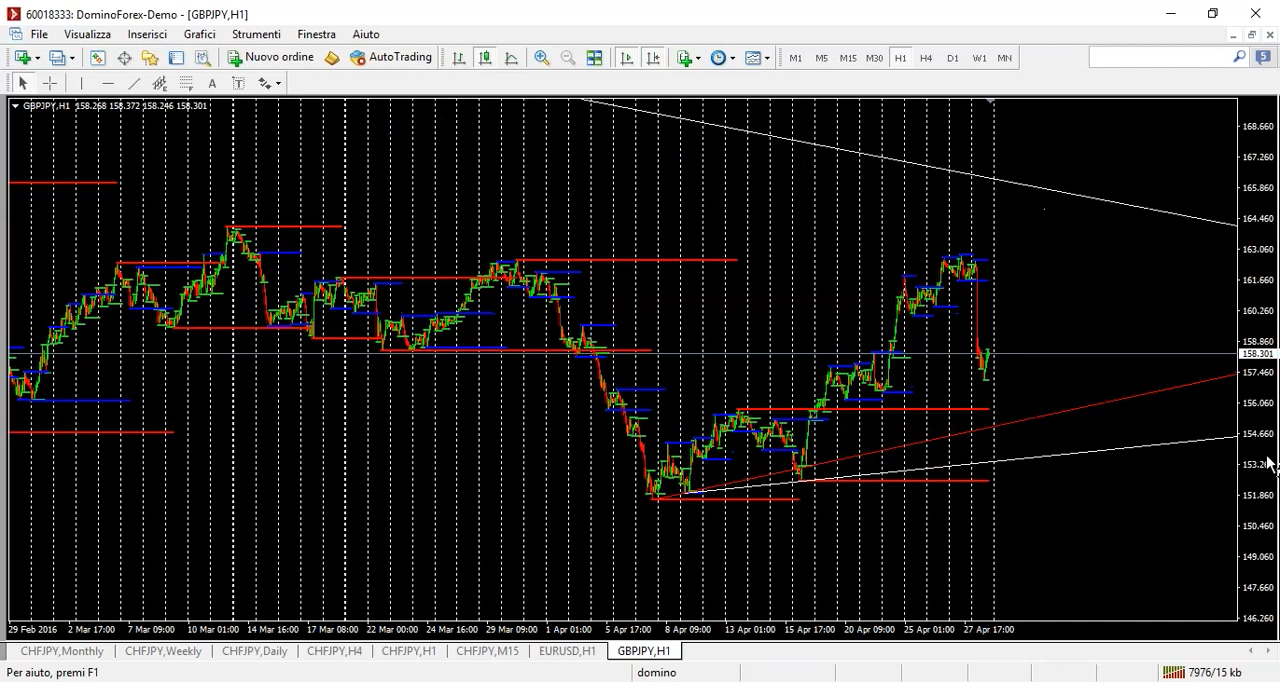 60018333: DominoForex-Demo - [GBPJPY,H1]
File Visualizza Inserisci Grafici Strumenti Finestra Aiuto
Nuovo ordine AutoTrading M1 M5 M15 M30 H1 H4 D1 W1 MN 5
A T
GBPJPY,H1 158.268 158.372 158.246 158.301
168.660
167.260
165.860
164.460
163.060
161.660
160.260
158.860
158.301
157.460
156.060
154.660
153.260
151.860
150.460
149.060
147.660
146.260
29 Feb 2016 2 Mar 17:00 7 Mar 09:00 10 Mar 01:00 14 Mar 16:00 17 Mar 08:00 22 Mar 00:00 24 Mar 16:00 29 Mar 09:00 1 Apr 01:00 5 Apr 17:00 8 Apr 09:00 13 Apr 01:00 15 Apr 17:00 20 Apr 09:00 25 Apr 01:00 27 Apr 17:00
CHFJPY,Monthly CHFJPY,Weekly CHFJPY,Daily CHFJPY,H4 CHFJPY,H1 CHFJPY,M15 EURUSD,H1 GBPJPY,H1
Per aiuto, premi F1 domino 7976/15 kb